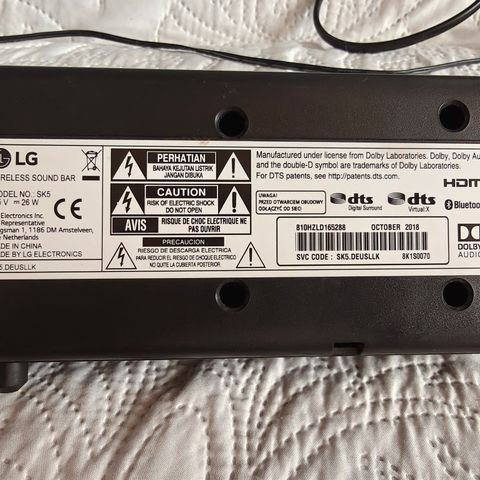 LG
RELESS SOUND BAR
MODEL NO.: SK5
V ⎓ 26 W
Electronics Inc.
Representative
1, 1186 DM Amstelveen,
Netherlands
CE
MADE IN CHINA
BY LG ELECTRONICS
SK5.DEUSLLK
PERHATIAN
BAHAYA KEJUTAN LISTRIK
JANGAN DIBUKA
CAUTION
RISK OF ELECTRIC SHOCK
DO NOT OPEN
AVIS
RISQUE DE CHOC ELECTRIQUE NE
PAS OUVRIR
PRECAUCION
RIESGO DE DESCARGA ELECTRICA
PARA REDUCIR EL RIESGO DE CHOQUE ELECTRICO
NO QUITE LA CUBIERTA O PARTE POSTERIOR
Manufactured under license from Dolby Laboratories. Dolby, Dolby Au
and the double-D symbol are trademarks of Dolby Laboratories.
For DTS patents, see http://patents.dts.com.
UWAGA!
PRZED OTWARCIEM OBUDOWY
ODŁĄCZYĆ OD SIECI
dts
Digital Surround
dts
Virtual:X
HDMI
Bluetoo
810HZLD165288 OCTOBER 2018
SVC CODE : SK5.DEUSLLK 8K1S0070
DOLBY
AUDIO